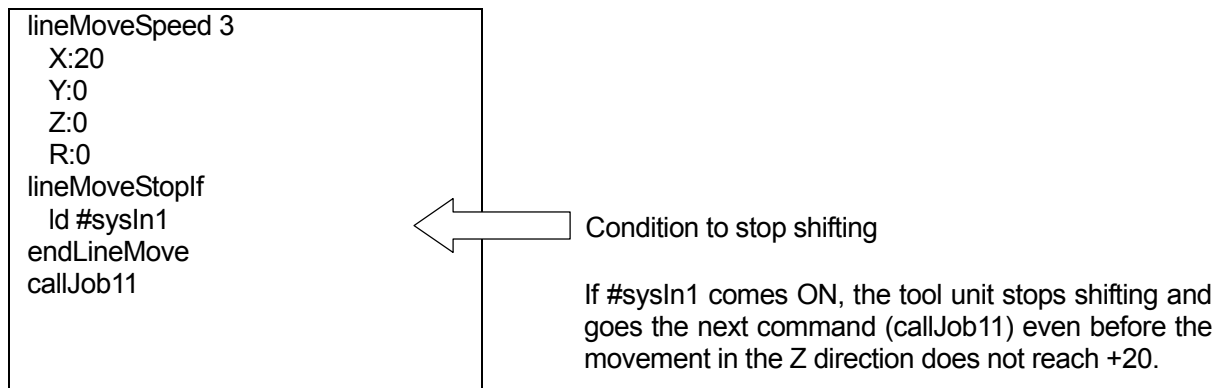 lineMoveSpeed 3
X:20
Y:0
Z:0
R:0
lineMoveStopIf
ld #sysIn1
endLineMove
callJob11
Condition to stop shifting
If #sysIn1 comes ON, the tool unit stops shifting and
goes the next command (callJob11) even before the
movement in the Z direction does not reach +20.